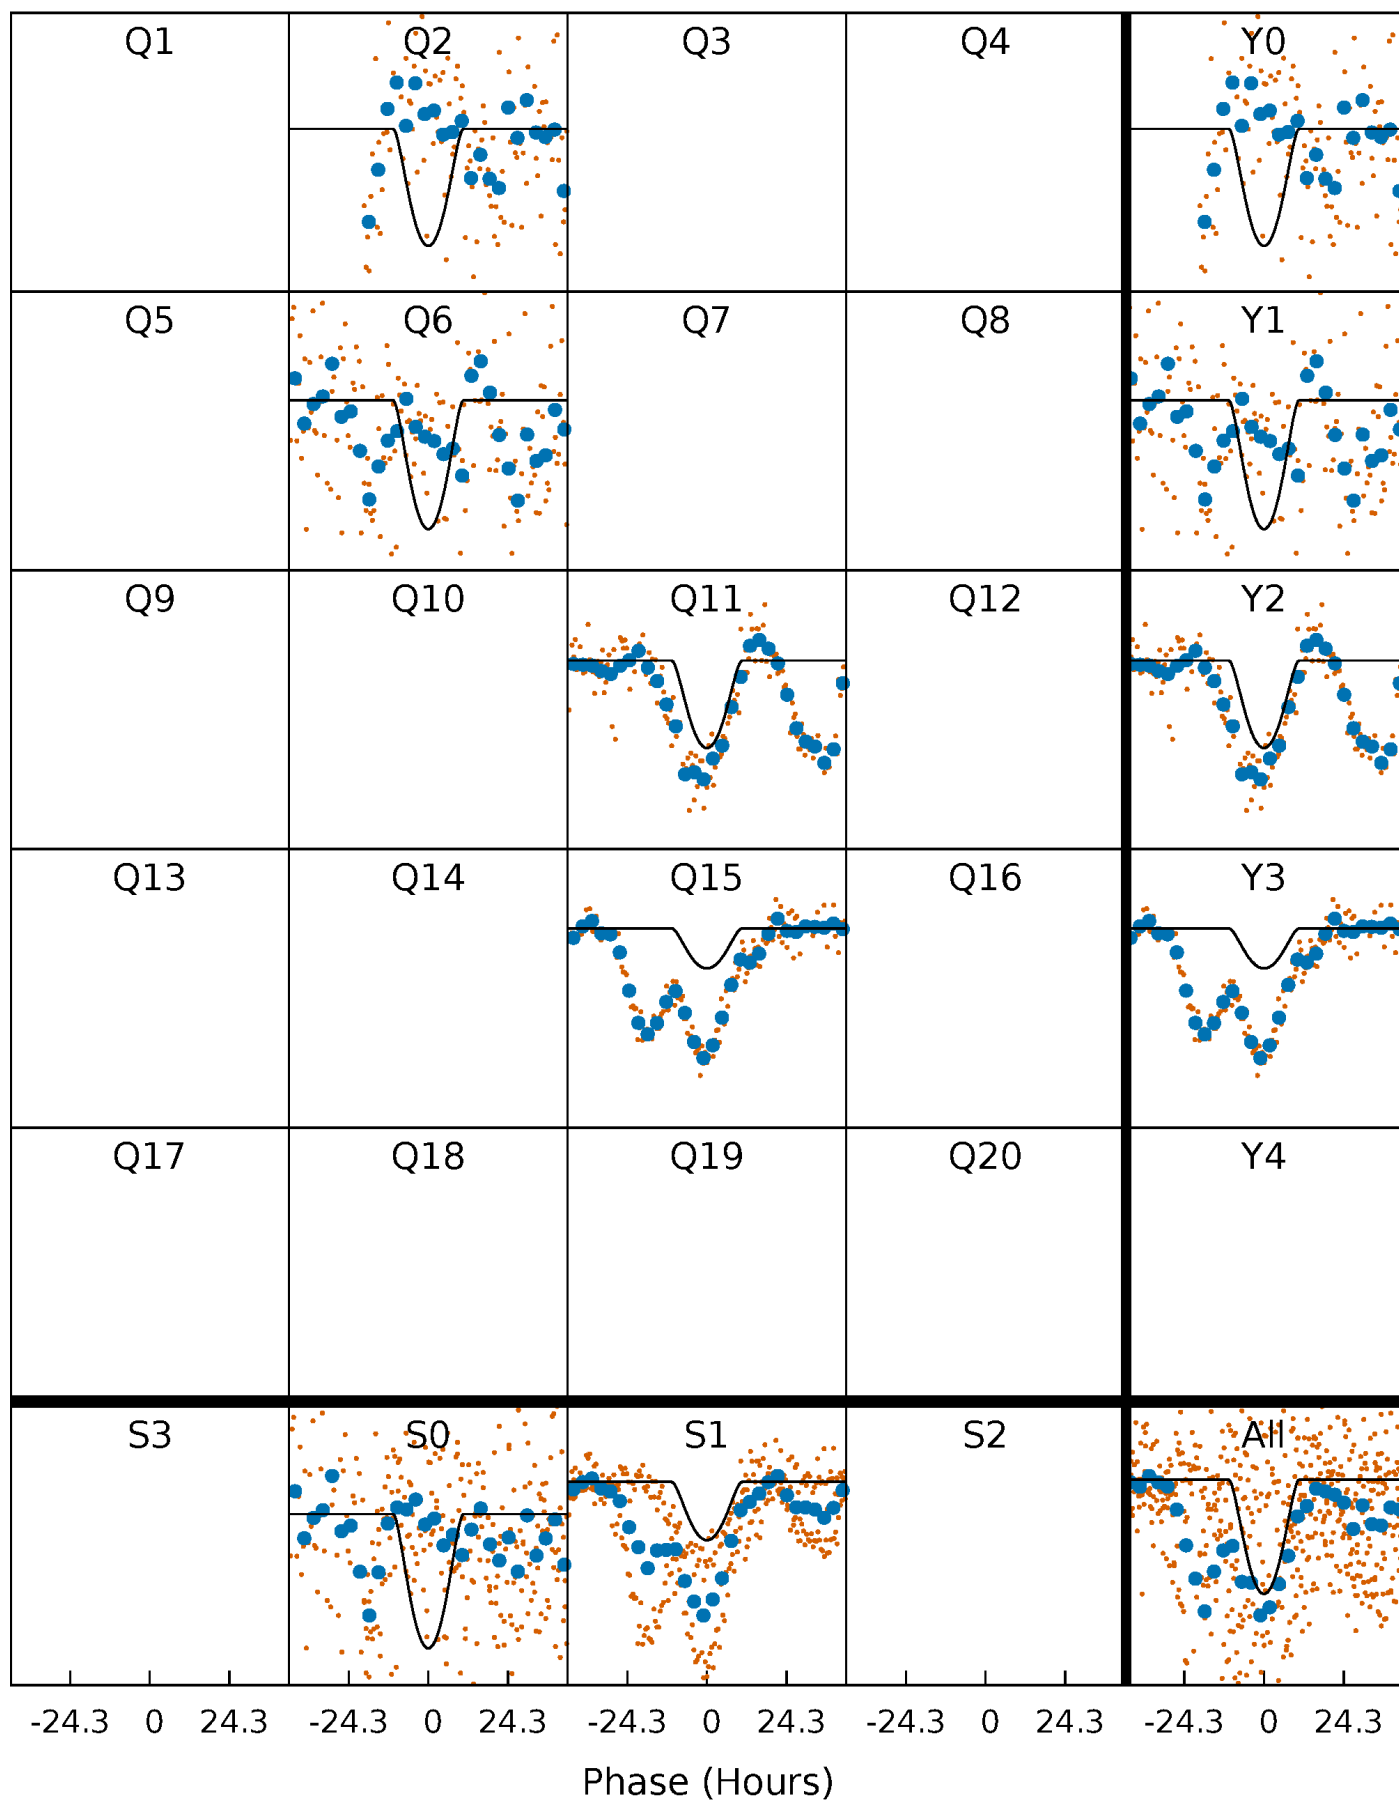 Q1 Q2 Q3 Q4 Y0
Q5 Q6 Q7 Q8 Y1
Q9 Q10 Q11 Q12 Y2
Q13 Q14 Q15 Q16 Y3
Q17 Q18 Q19 Q20 Y4
S3 S0 S1 S2 All
-24.3 0 24.3 -24.3 0 24.3 -24.3 0 24.3 -24.3 0 24.3 -24.3 0 24.3
Phase (Hours)